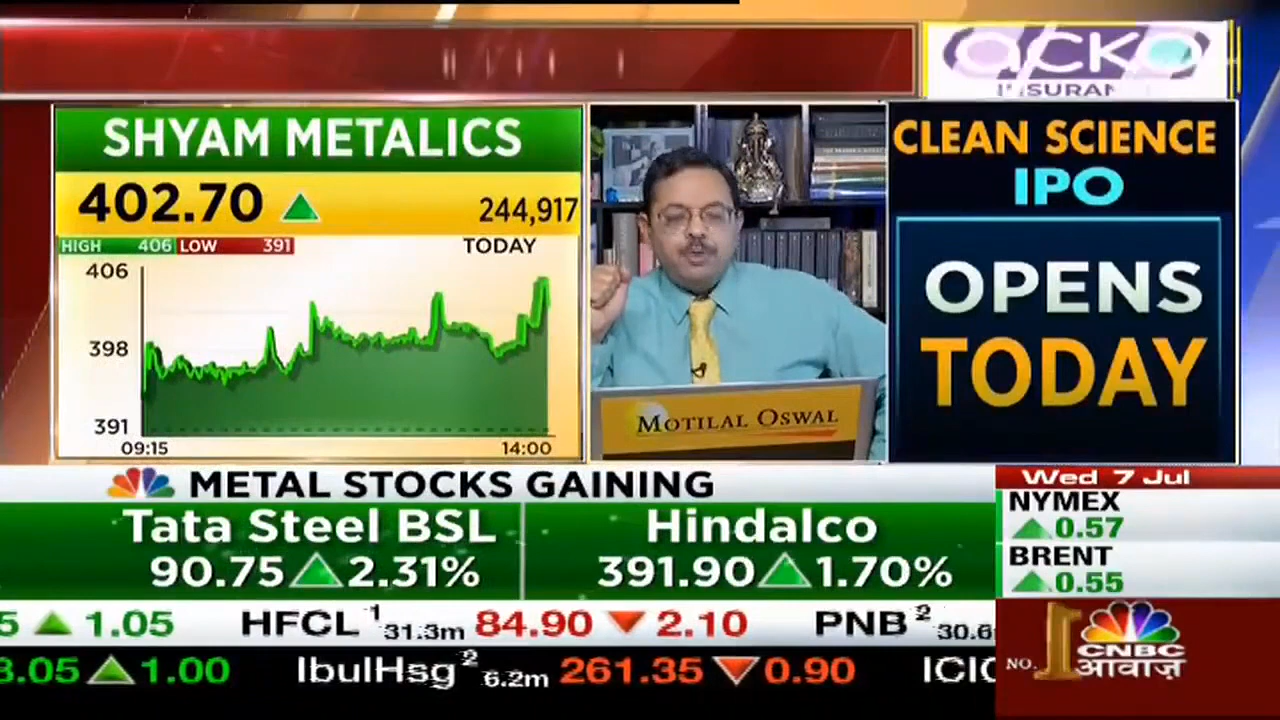 acko
INSURAN
SHYAM METALICS
402.70
244,917
HIGH 406 LOW 391
TODAY
406
398
391
09:15
14:00
MOTILAL OSWAL
CLEAN SCIENCE
IPO
OPENS
TODAY
METAL STOCKS GAINING
Tata Steel BSL
90.75 ▲ 2.31%
Hindalco
391.90 ▲ 1.70%
Wed 7 Jul
NYMEX
▲ 0.57
BRENT
▲ 0.55
5 ▲ 1.05 HFCL 1 31.3m 84.90 ▼ 2.10 PNB 2 30.6
3.05 ▲ 1.00 IbulHsg 2 6.2m 261.35 ▼ 0.90 ICIC
NO. 1
CNBC
आवाज़